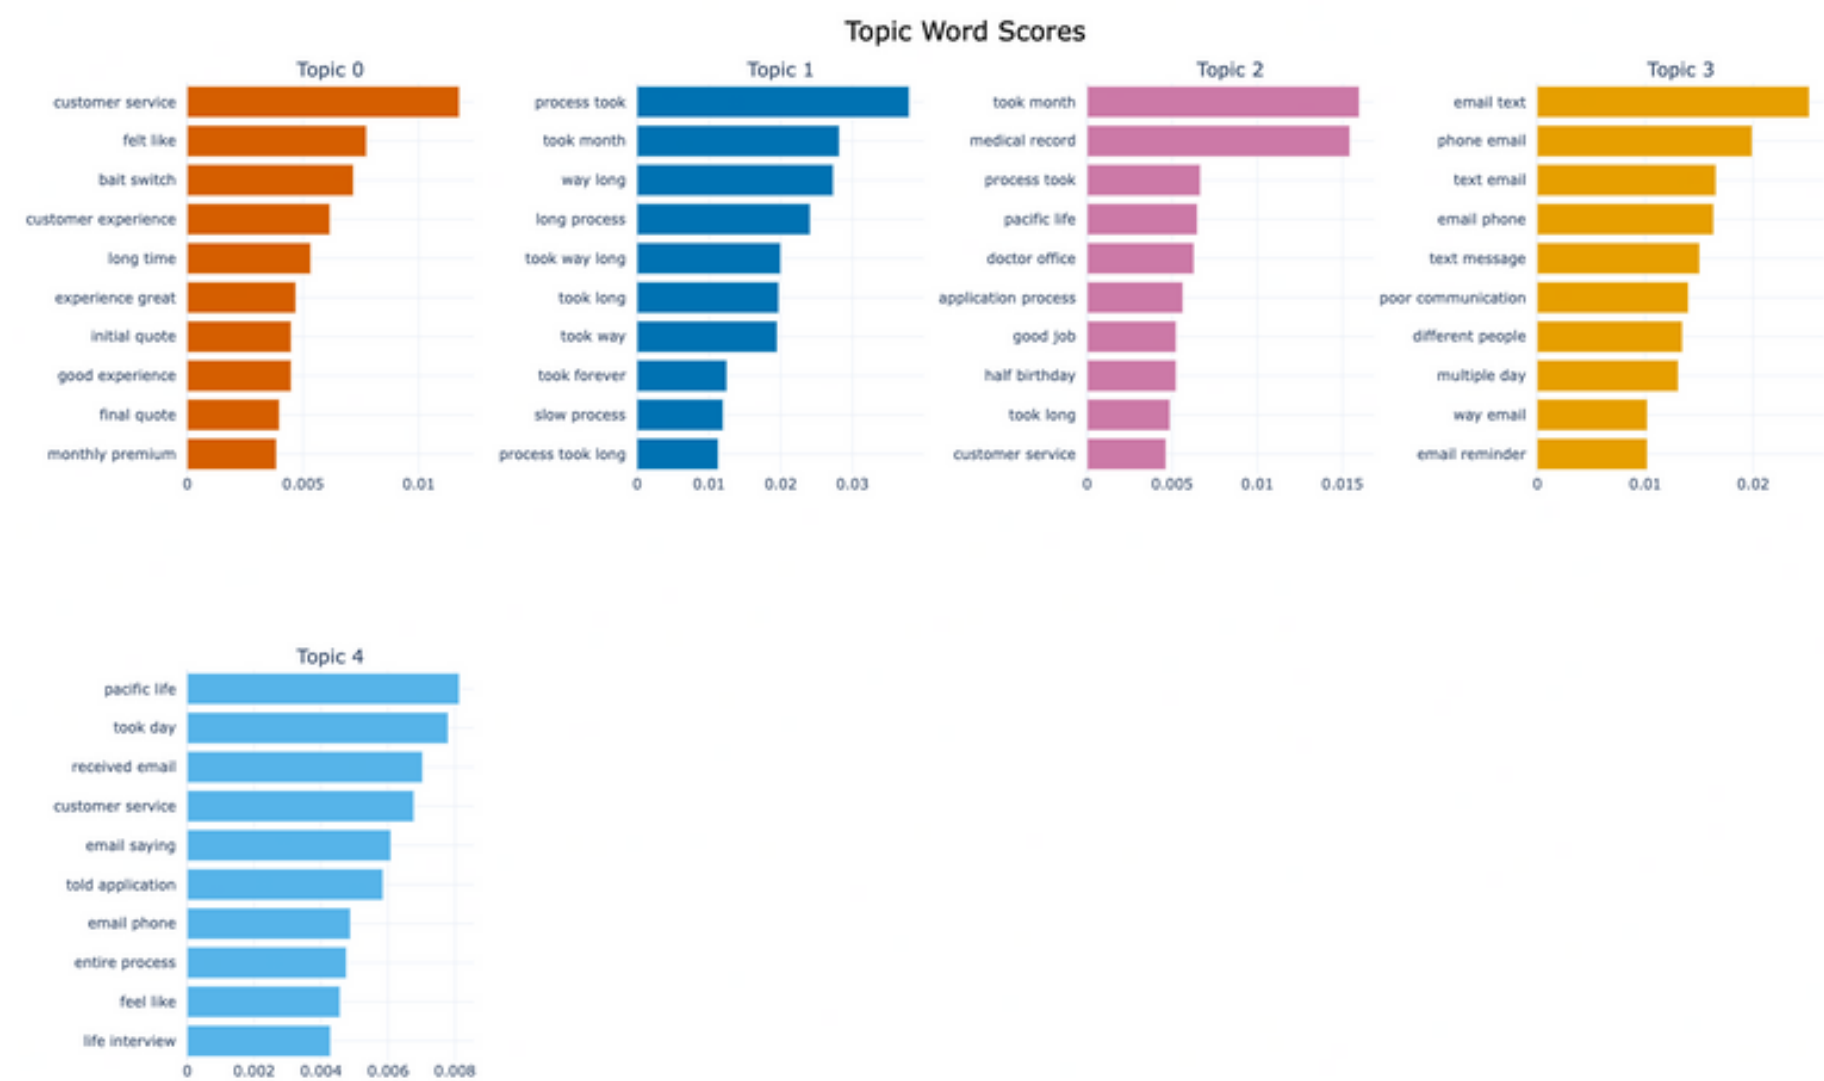 Topic Word Scores
Topic 0
customer service
felt like
bait switch
customer experience
long time
experience great
initial quote
good experience
final quote
monthly premium
0 0.005 0.01
Topic 1
process took
took month
way long
long process
took way long
took long
took way
took forever
slow process
process took long
0 0.01 0.02 0.03
Topic 2
took month
medical record
process took
pacific life
doctor office
application process
good job
half birthday
took long
customer service
0 0.005 0.01 0.015
Topic 3
email text
phone email
text email
email phone
text message
poor communication
different people
multiple day
way email
email reminder
0 0.01 0.02
Topic 4
pacific life
took day
received email
customer service
email saying
told application
email phone
entire process
feel like
life interview
0 0.002 0.004 0.006 0.008